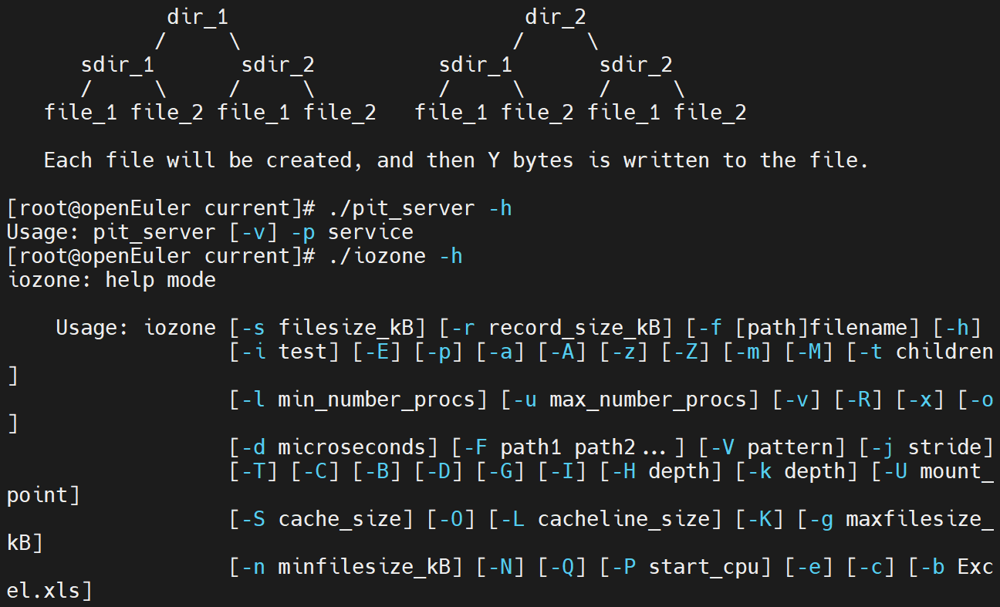 dir_1                        dir_2
                         /     \                      /     \
            sdir_1       sdir_2          sdir_1       sdir_2
            /     \     /     \            /     \     /     \
   file_1 file_2 file_1 file_2   file_1 file_2 file_1 file_2
   Each file will be created, and then Y bytes is written to the file.
[root@openEuler current]# ./pit_server -h
Usage: pit_server [-v] -p service
[root@openEuler current]# ./iozone -h
iozone: help mode
    Usage: iozone [-s filesize_kB] [-r record_size_kB] [-f [path]filename] [-h]
                  [-i test] [-E] [-p] [-a] [-A] [-z] [-Z] [-m] [-M] [-t children
]
                  [-l min_number_procs] [-u max_number_procs] [-v] [-R] [-x] [-o
]
                  [-d microseconds] [-F path1 path2...] [-V pattern] [-j stride]
                  [-T] [-C] [-B] [-D] [-G] [-I] [-H depth] [-k depth] [-U mount_
point]
                  [-S cache_size] [-O] [-L cacheline_size] [-K] [-g maxfilesize_
kB]
                  [-n minfilesize_kB] [-N] [-Q] [-P start_cpu] [-e] [-c] [-b Exc
el.xls]